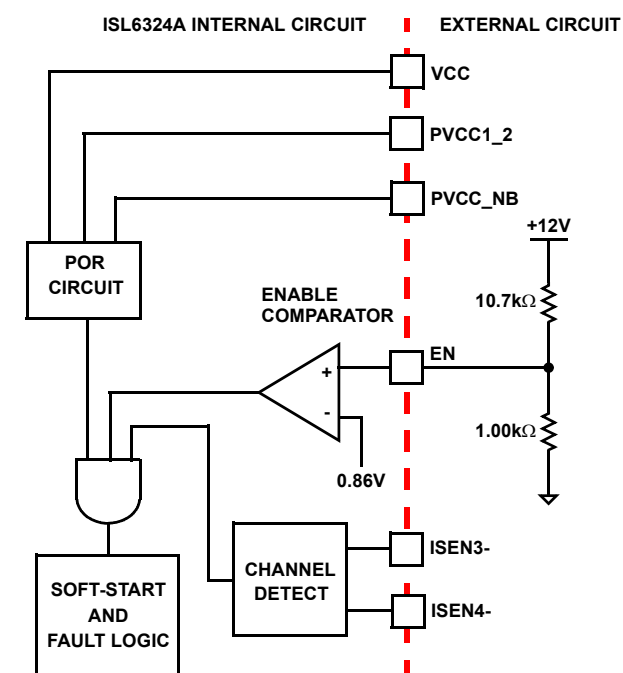 ISL6324A INTERNAL CIRCUIT
EXTERNAL CIRCUIT
VCC
PVCC1_2
PVCC_NB
+12V
POR
CIRCUIT
10.7kΩ
ENABLE
COMPARATOR
EN
+
-
1.00kΩ
0.86V
ISEN3-
CHANNEL
DETECT
ISEN4-
SOFT-START
AND
FAULT LOGIC